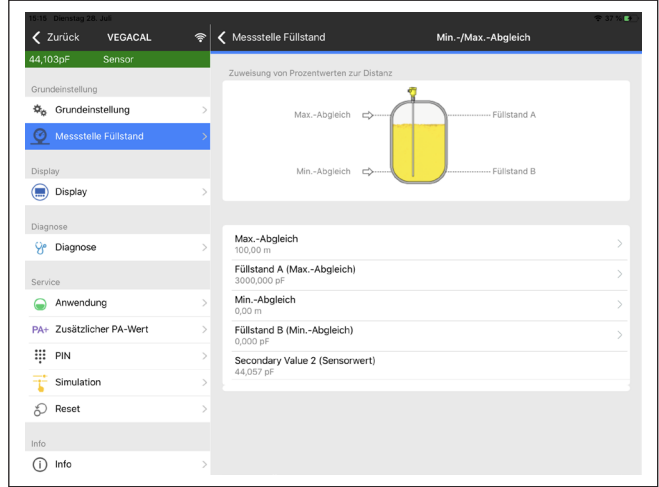 15:15 Dienstag 28. Juli
37 %
Zurück VEGACAL
Messstelle Füllstand
Min.-/Max.-Abgleich
44,103pF Sensor
Grundeinstellung
Grundeinstellung
Messstelle Füllstand
Display
Display
Diagnose
Diagnose
Service
Anwendung
PA+ Zusätzlicher PA-Wert
PIN
Simulation
Reset
Info
Info
Zuweisung von Prozentwerten zur Distanz
Max.-Abgleich
Füllstand A
Min.-Abgleich
Füllstand B
Max.-Abgleich
100,00 m
Füllstand A (Max.-Abgleich)
3000,000 pF
Min.-Abgleich
0,00 m
Füllstand B (Min.-Abgleich)
0,000 pF
Secondary Value 2 (Sensorwert)
44,057 pF